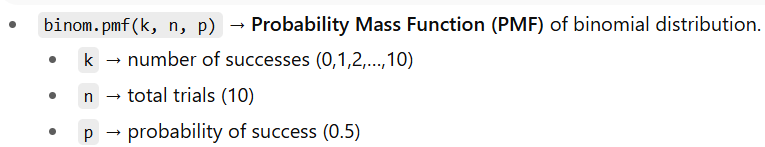 binom.pmf(k, n, p) → Probability Mass Function (PMF) of binomial distribution.
k → number of successes (0,1,2,...,10)
n → total trials (10)
p → probability of success (0.5)